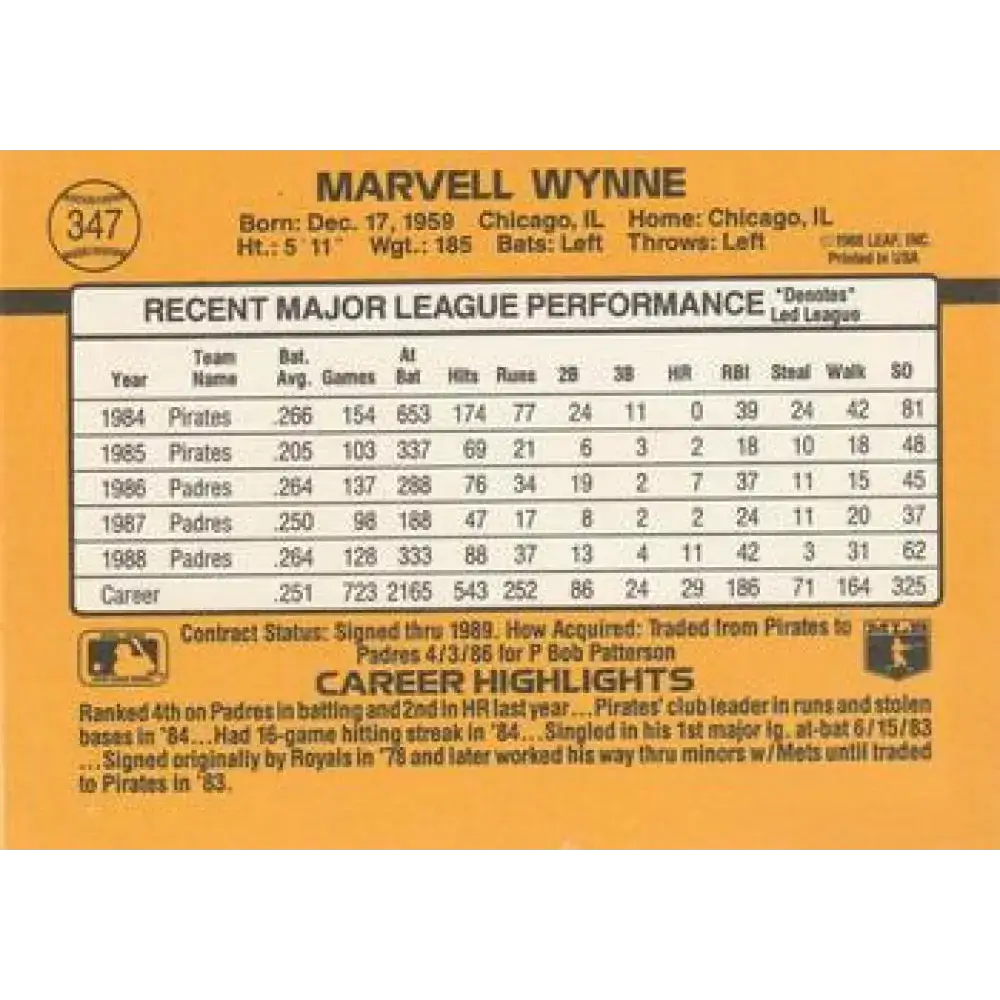 MARVELL WYNNE
347
Born: Dec. 17, 1959 Chicago, IL Home: Chicago, IL
Ht.: 5' 11" Wgt.: 185 Bats: Left Throws: Left
©1988 LEAF, INC.
Printed in USA
RECENT MAJOR LEAGUE PERFORMANCE "Denotes" Led League
Year Team Name Bat. Avg. Games At Bat Hits Runs 2B 3B HR RBI Steal Walk SO
1984 Pirates .266 154 653 174 77 24 11 0 39 24 42 81
1985 Pirates .205 103 337 69 21 6 3 2 18 10 18 48
1986 Padres .264 137 288 76 34 19 2 7 37 11 15 45
1987 Padres .250 98 188 47 17 8 2 2 24 11 20 37
1988 Padres .264 128 333 88 37 13 4 11 42 3 31 62
Career .251 723 2165 543 252 86 24 29 186 71 164 325
Contract Status: Signed thru 1989. How Acquired: Traded from Pirates to
Padres 4/3/86 for P Bob Patterson
CAREER HIGHLIGHTS
Ranked 4th on Padres in batting and 2nd in HR last year...Pirates' club leader in runs and stolen
bases in '84...Had 16-game hitting streak in '84...Singled in his 1st major lg. at-bat 6/15/83
...Signed originally by Royals in '78 and later worked his way thru minors w/Mets until traded
to Pirates in '83.